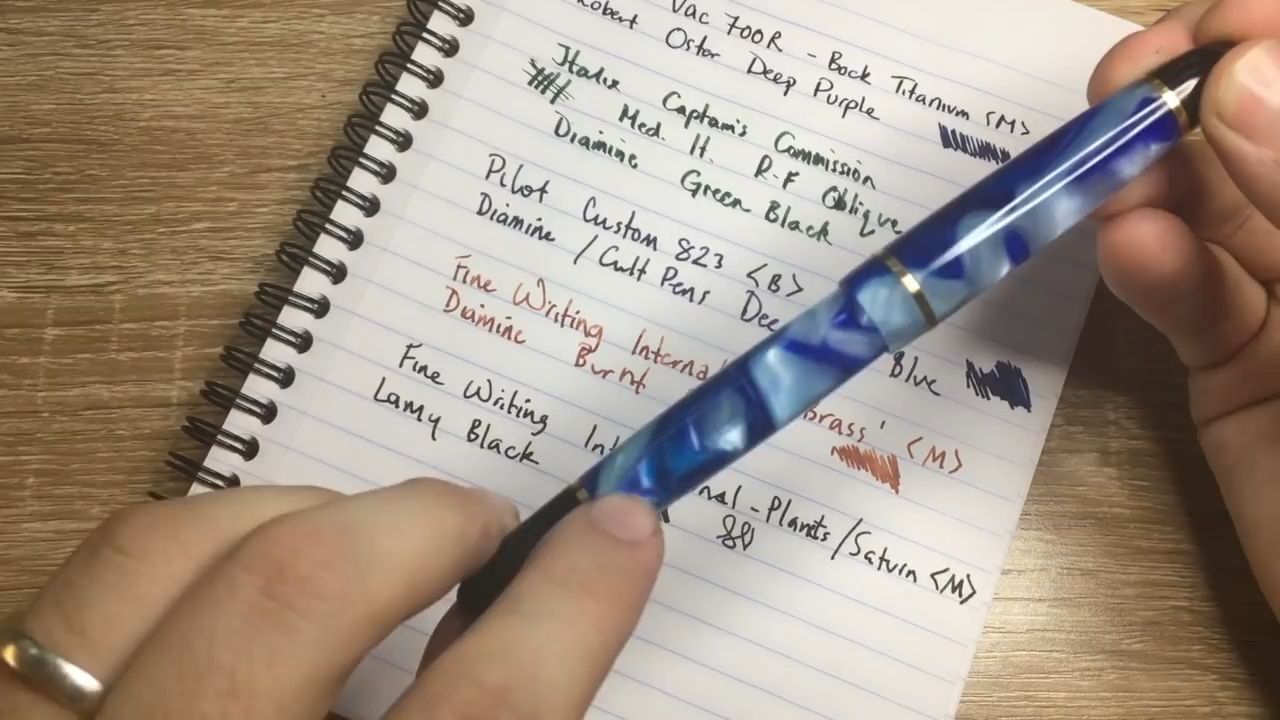 Vac 700R - Bock Titanium <M>
Robert Oster Deep Purple
Italix Captain's Commission
Med. It. R-F Oblique
Diamine Green Black
Pilot Custom 823 <B>
Diamine / Cult Pens Dee Blue
Fine Writing Interna brass' <M>
Diamine Burnt
Fine Writing Int nal - Planets/Saturn <M>
Lamy Black